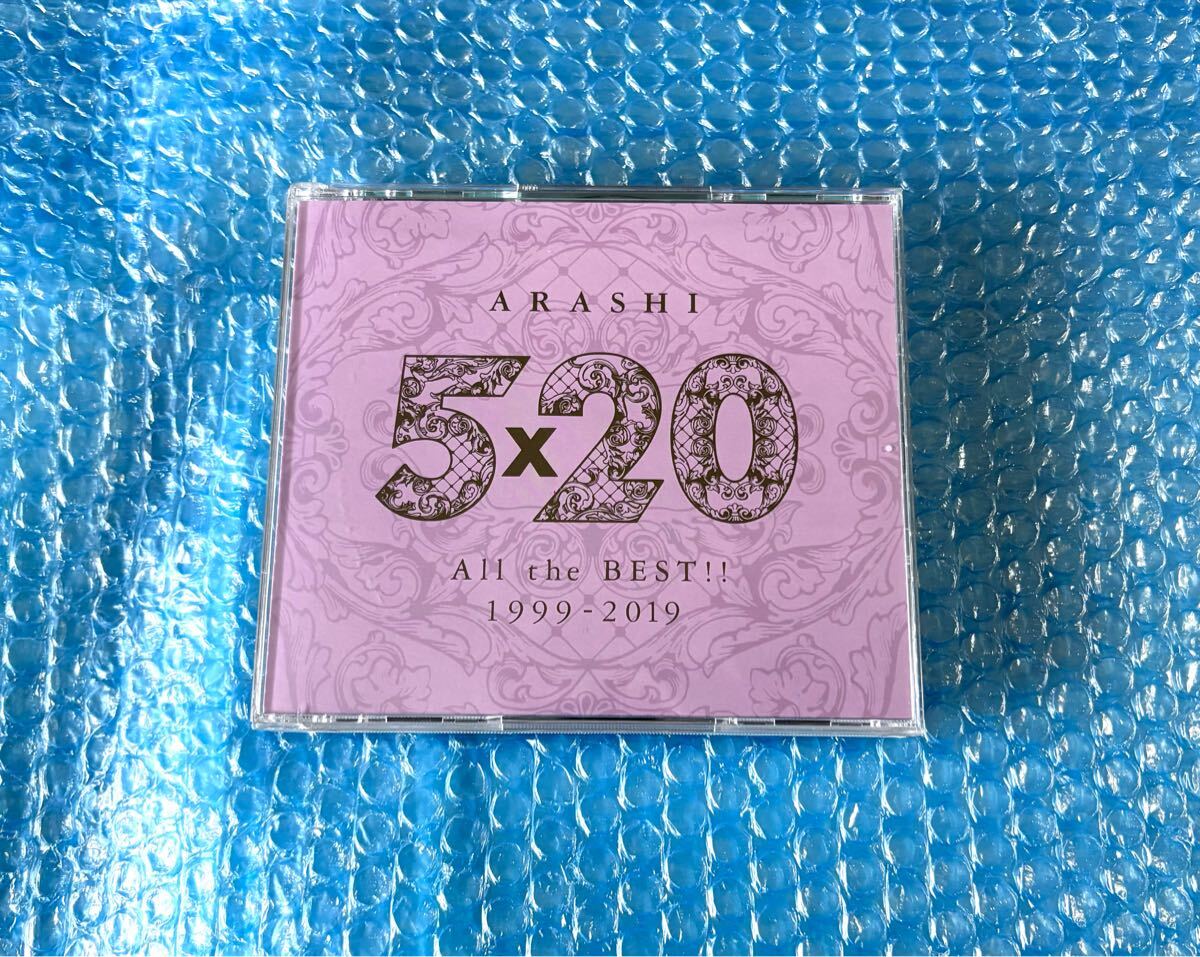 ARASHI
5x20
All the BEST!!
1999-2019